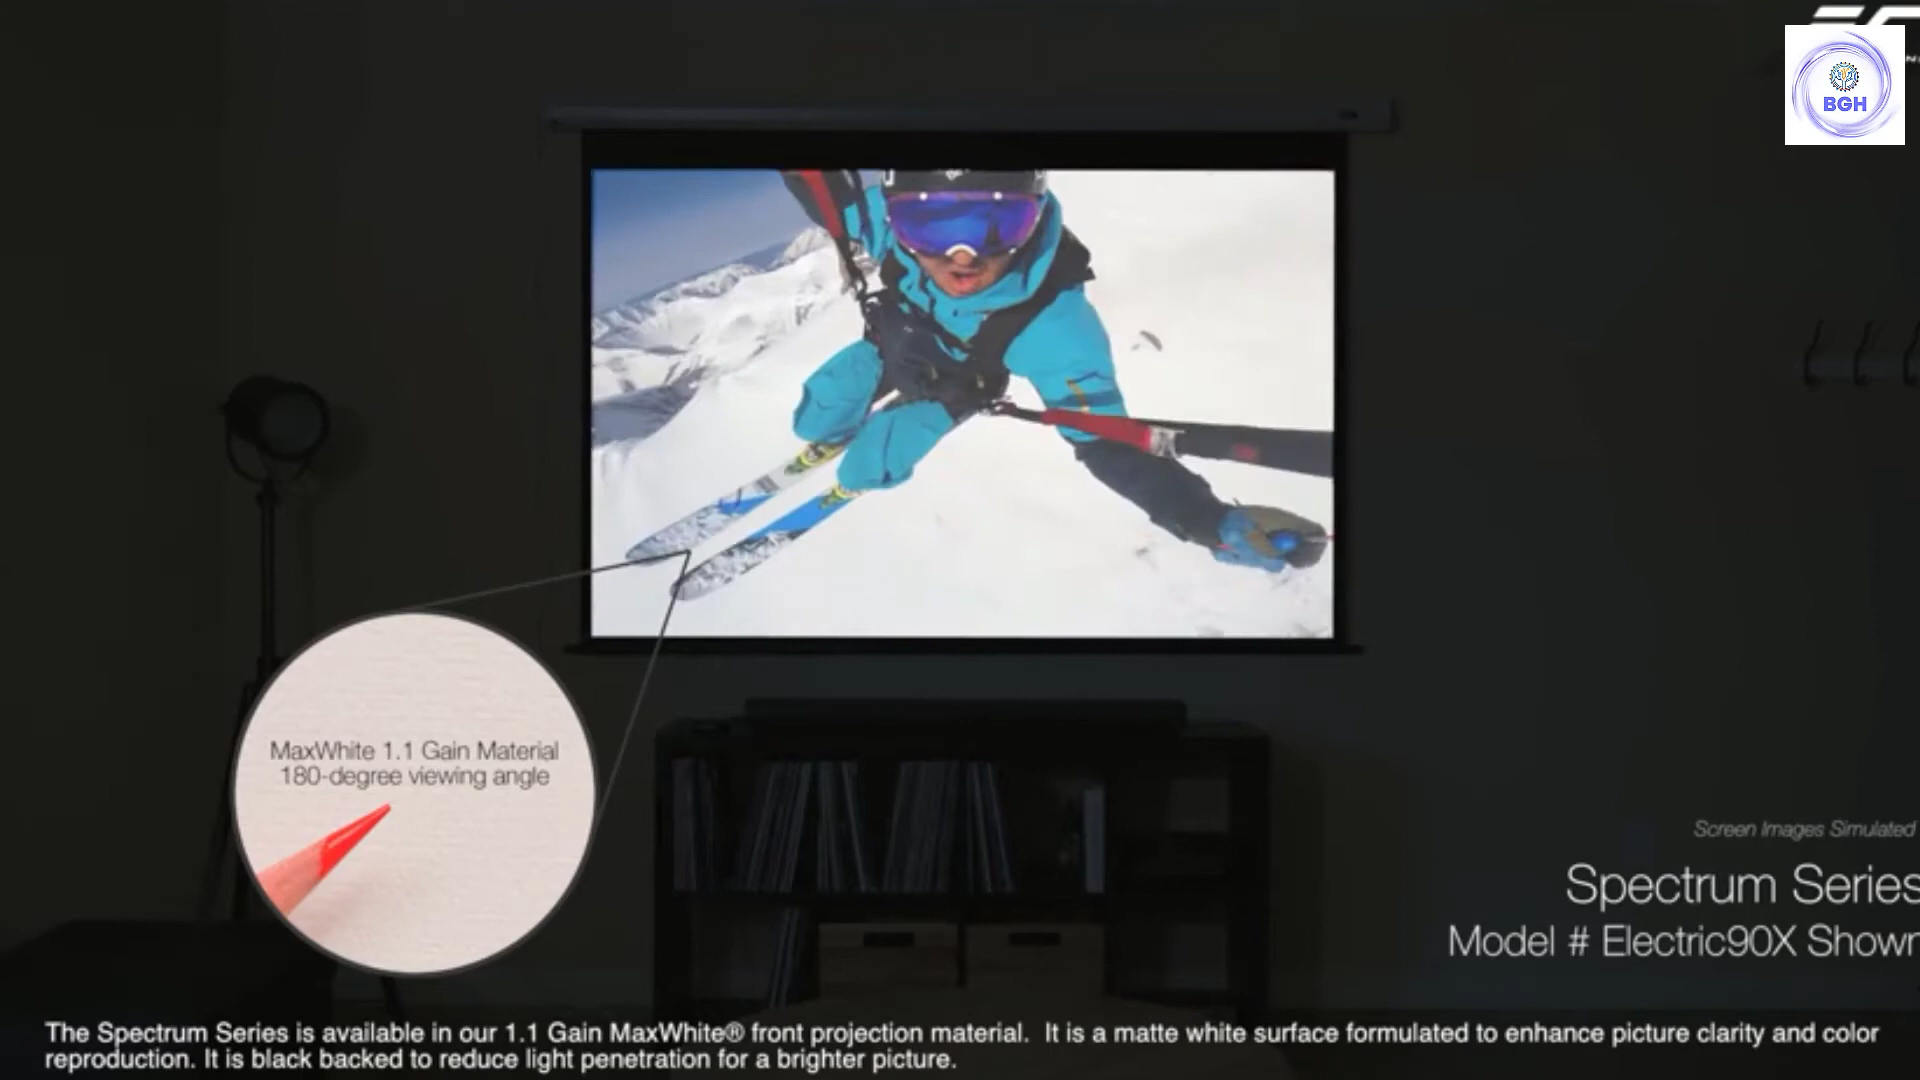 BGH
MaxWhite 1.1 Gain Material
180-degree viewing angle
Screen Images Simulated
Spectrum Series
Model # Electric90X Shown
The Spectrum Series is available in our 1.1 Gain MaxWhite® front projection material. It is a matte white surface formulated to enhance picture clarity and color
reproduction. It is black backed to reduce light penetration for a brighter picture.